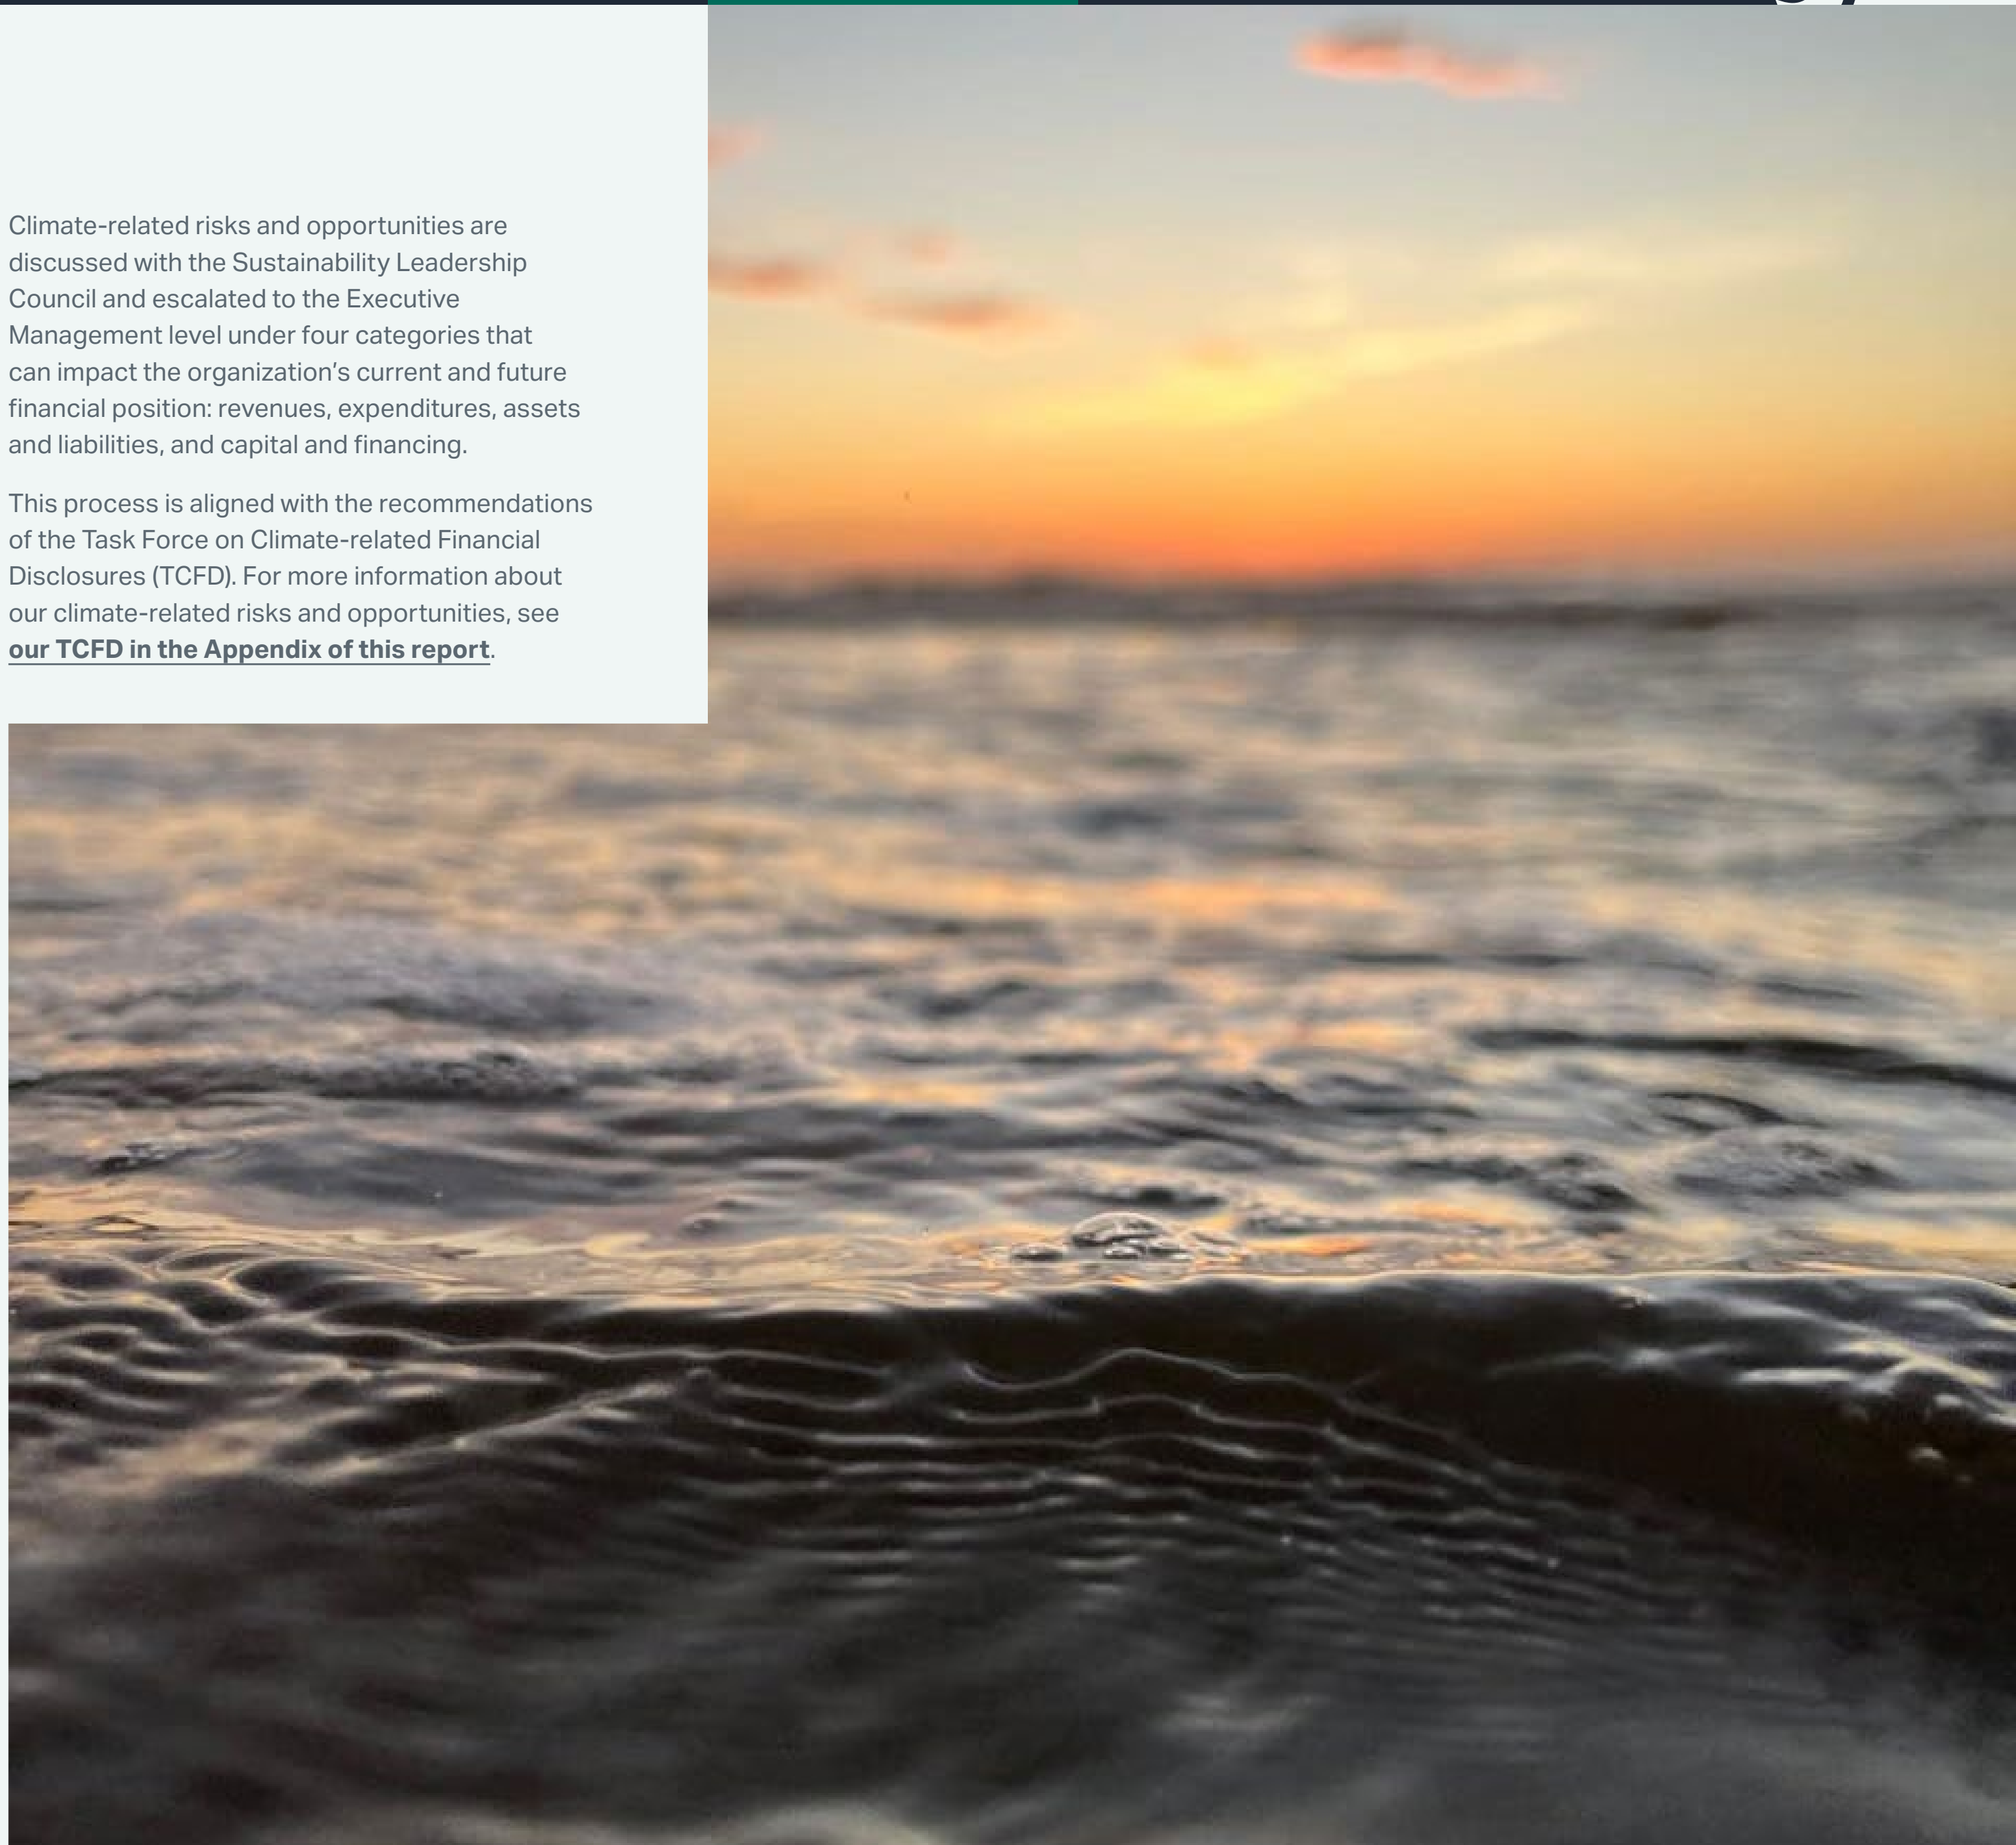 Climate-related risks and opportunities are
discussed with the Sustainability Leadership
Council and escalated to the Executive
Management level under four categories that
can impact the organization’s current and future
financial position: revenues, expenditures, assets
and liabilities, and capital and financing.
This process is aligned with the recommendations
of the Task Force on Climate-related Financial
Disclosures (TCFD). For more information about
our climate-related risks and opportunities, see
our TCFD in the Appendix of this report.